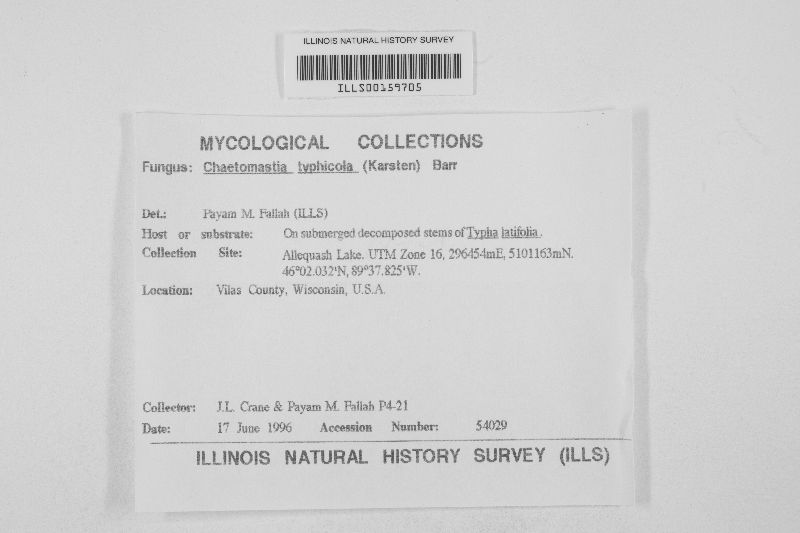 ILLINOIS NATURAL HISTORY SURVEY
ILLS00159705
MYCOLOGICAL COLLECTIONS
Fungus: Chaetomastia typhicola (Karsten) Barr
Det.: Payam M. Fallah (ILLS)
Host or substrate: On submerged decomposed stems of Typha latifolia.
Collection Site: Allequash Lake. UTM Zone 16, 296454mE, 5101163mN.
46°02.032'N, 89°37.825'W.
Location: Vilas County, Wisconsin, U.S.A.
Collector: J.L. Crane & Payam M. Fallah P4-21
Date: 17 June 1996 Accession Number: 54029
ILLINOIS NATURAL HISTORY SURVEY (ILLS)